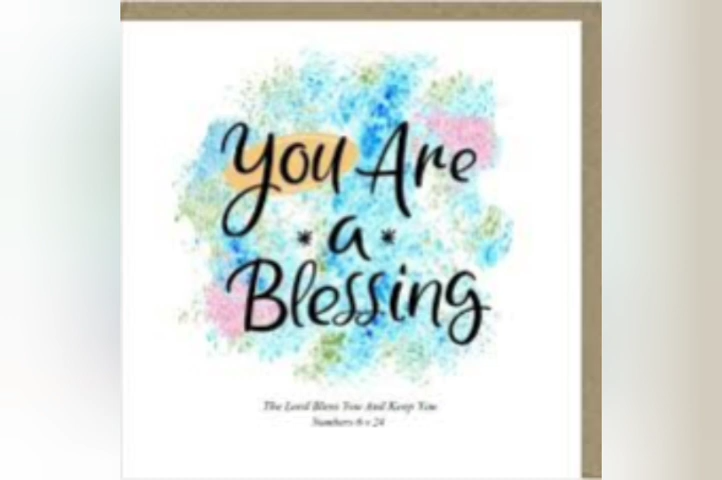 You Are
* a *
Blessing
The Lord Bless You And Keep You
Numbers 6 v 24